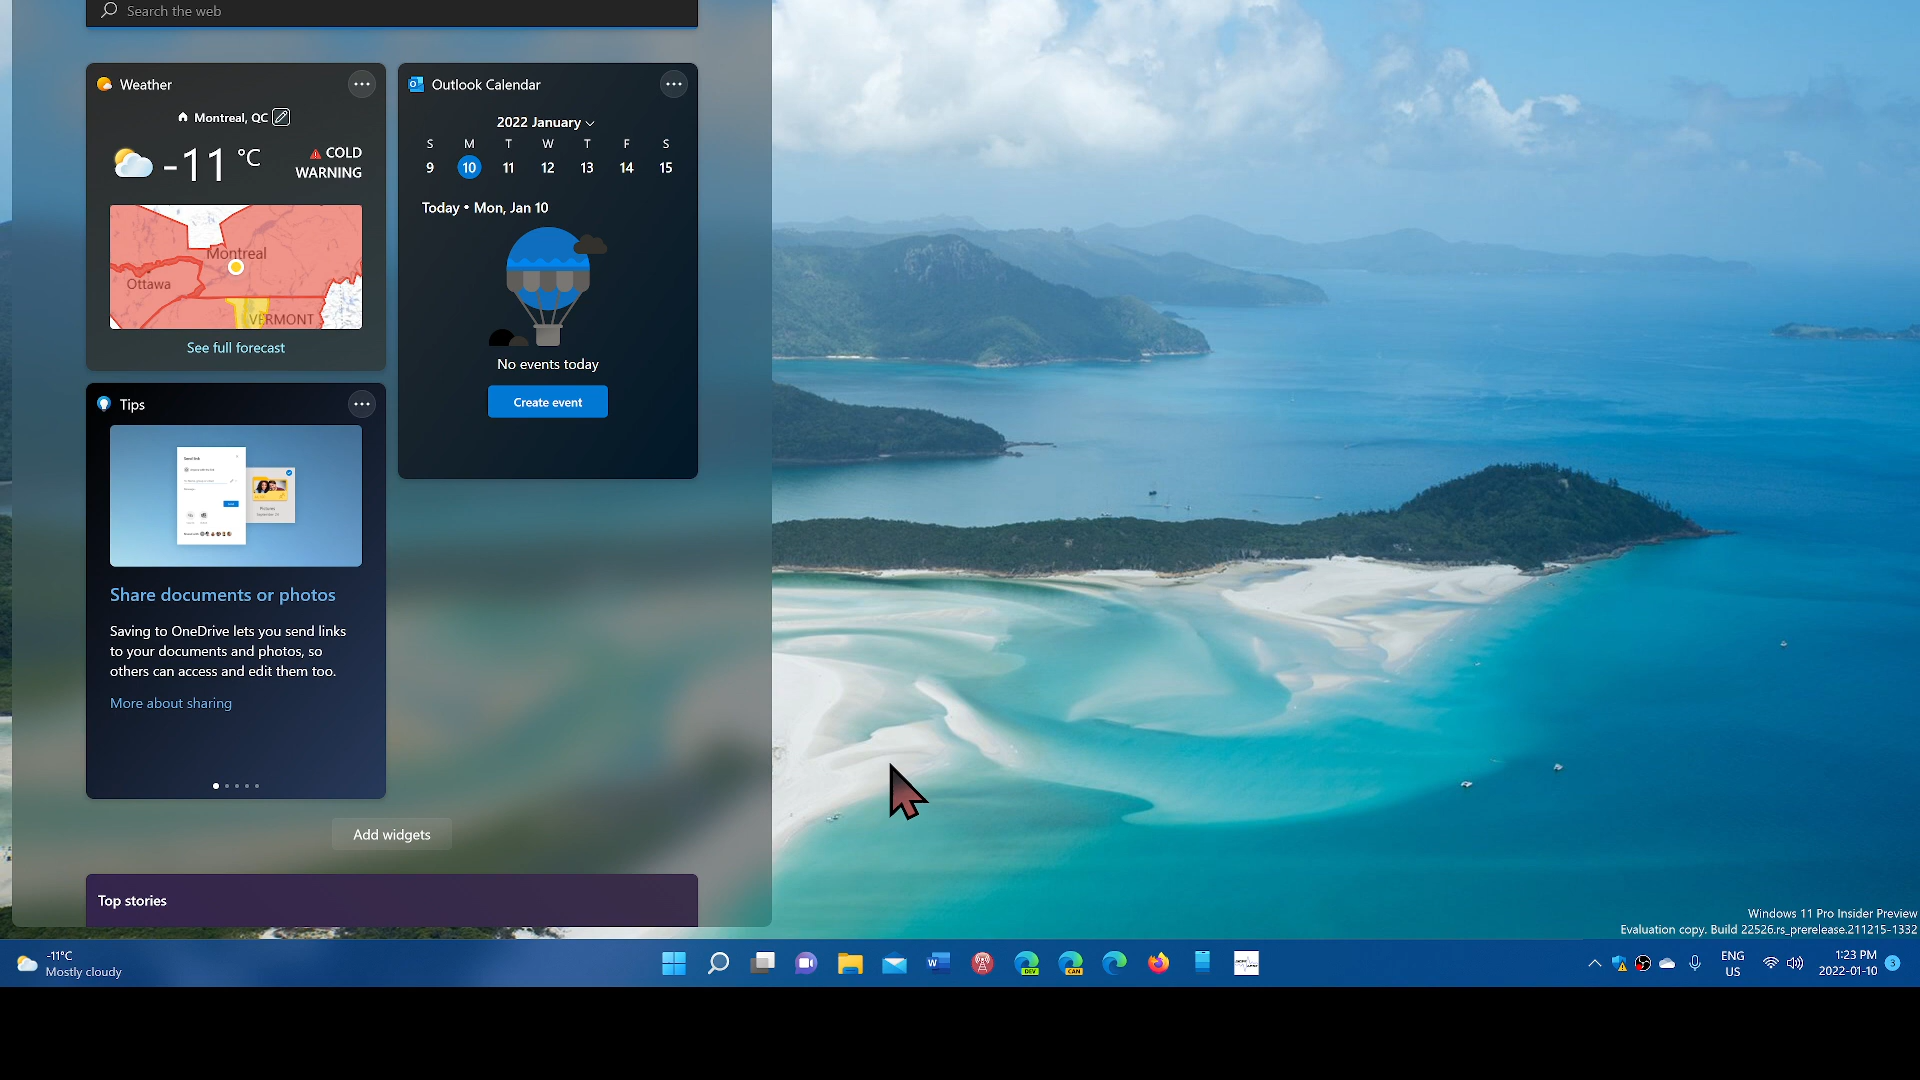 Search the web
Weather
Montreal, QC
-11 °C
COLD
WARNING
Montreal
Ottawa
VERMONT
See full forecast
Outlook Calendar
2022 January
S M T W T F S
9 10 11 12 13 14 15
Today • Mon, Jan 10
No events today
Create event
Tips
Share documents or photos
Saving to OneDrive lets you send links
to your documents and photos, so
others can access and edit them too.
More about sharing
Add widgets
Top stories
Windows 11 Pro Insider Preview
Evaluation copy. Build 22526.rs_prerelease.211215-1332
-11°C
Mostly cloudy
W
DEV
CAN
ENG
US
1:23 PM
2022-01-10
3